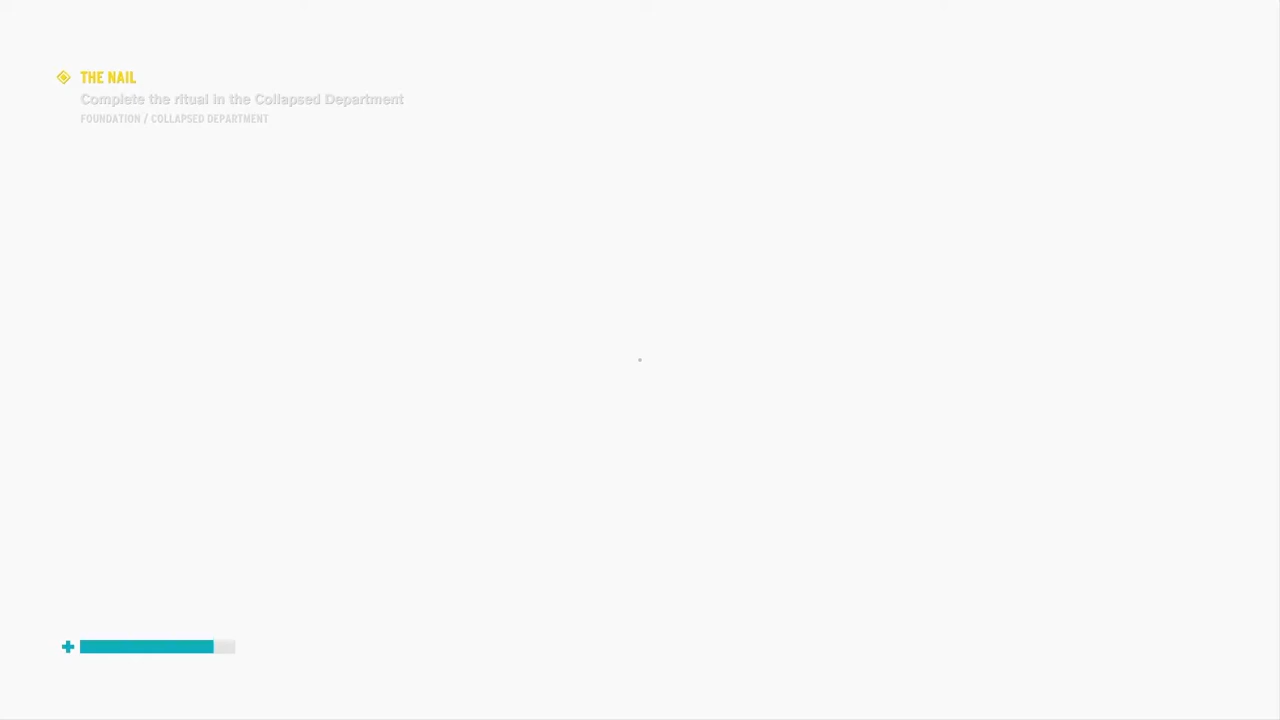 THE NAIL
Complete the ritual in the Collapsed Department
FOUNDATION / COLLAPSED DEPARTMENT